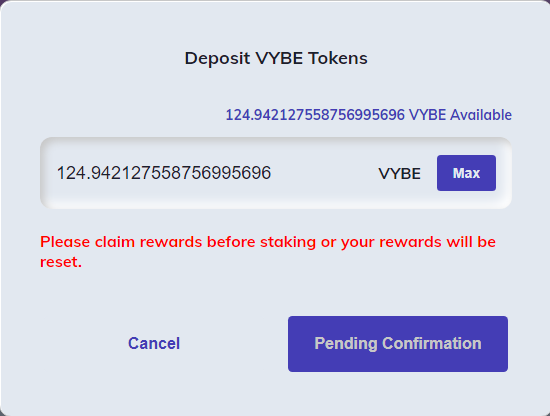 Deposit VYBE Tokens
124.942127558756995696 VYBE Available
124.942127558756995696 VYBE Max
Please claim rewards before staking or your rewards will be
reset.
Cancel Pending Confirmation